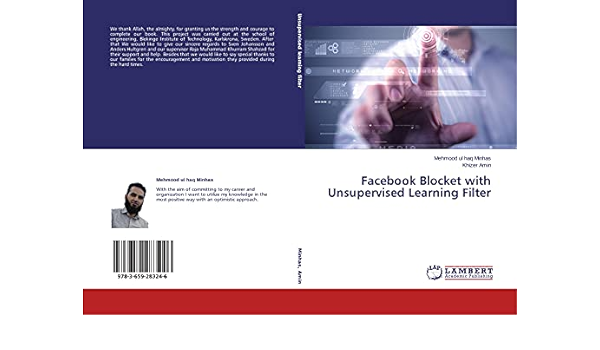 We thank Allah, the almighty, for granting us the strength and courage to
complete our book. This project was carried out at the school of
engineering, Blekinge Institute of Technology, Karlskrona, Sweden. After
that We would like to give our sincere regards to Sven Johansson and
Anders Hultgren and our supervisor Raja Muhammad Khurram Shahzad for
their support and help. Besides that we would like to say special thanks to
our families for the encouragement and motivation they provided during
the hard times.
Mehmood ul haq Minhas
With the aim of committing to my career and
organization I want to utilize my knowledge in the
most positive way with an optimistic approach.
978-3-659-28324-6
Unsupervised learning filter
Minhas, Amin
NETWORK
MEDIO
Mehmood ul haq Minhas
Khizer Amin
Facebook Blocket with
Unsupervised Learning Filter
LAP
LAMBERT
Academic Publishing